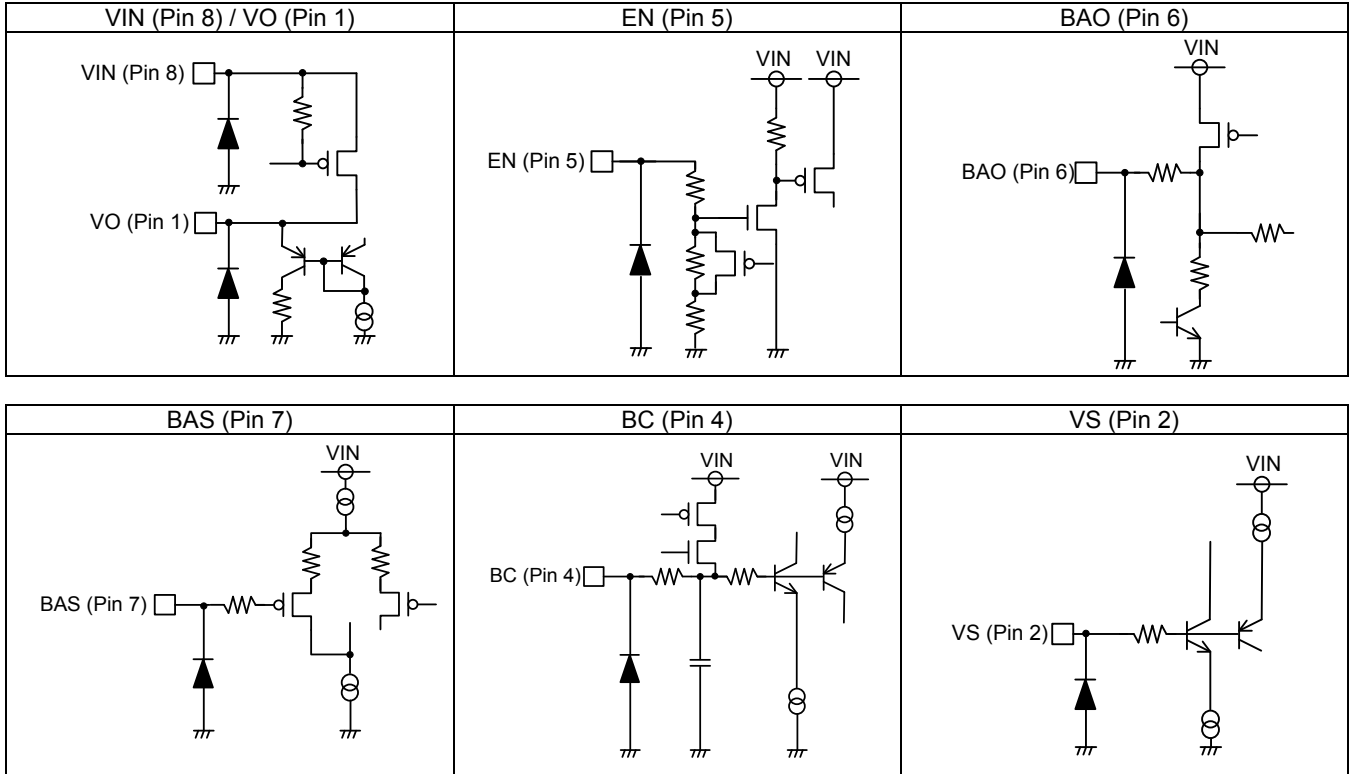 VIN (Pin 8) / VO (Pin 1)
EN (Pin 5)
BAO (Pin 6)
VIN (Pin 8)
VO (Pin 1)
VIN
VIN
EN (Pin 5)
VIN
BAO (Pin 6)
BAS (Pin 7)
BC (Pin 4)
VS (Pin 2)
VIN
BAS (Pin 7)
VIN
VIN
BC (Pin 4)
VIN
VS (Pin 2)